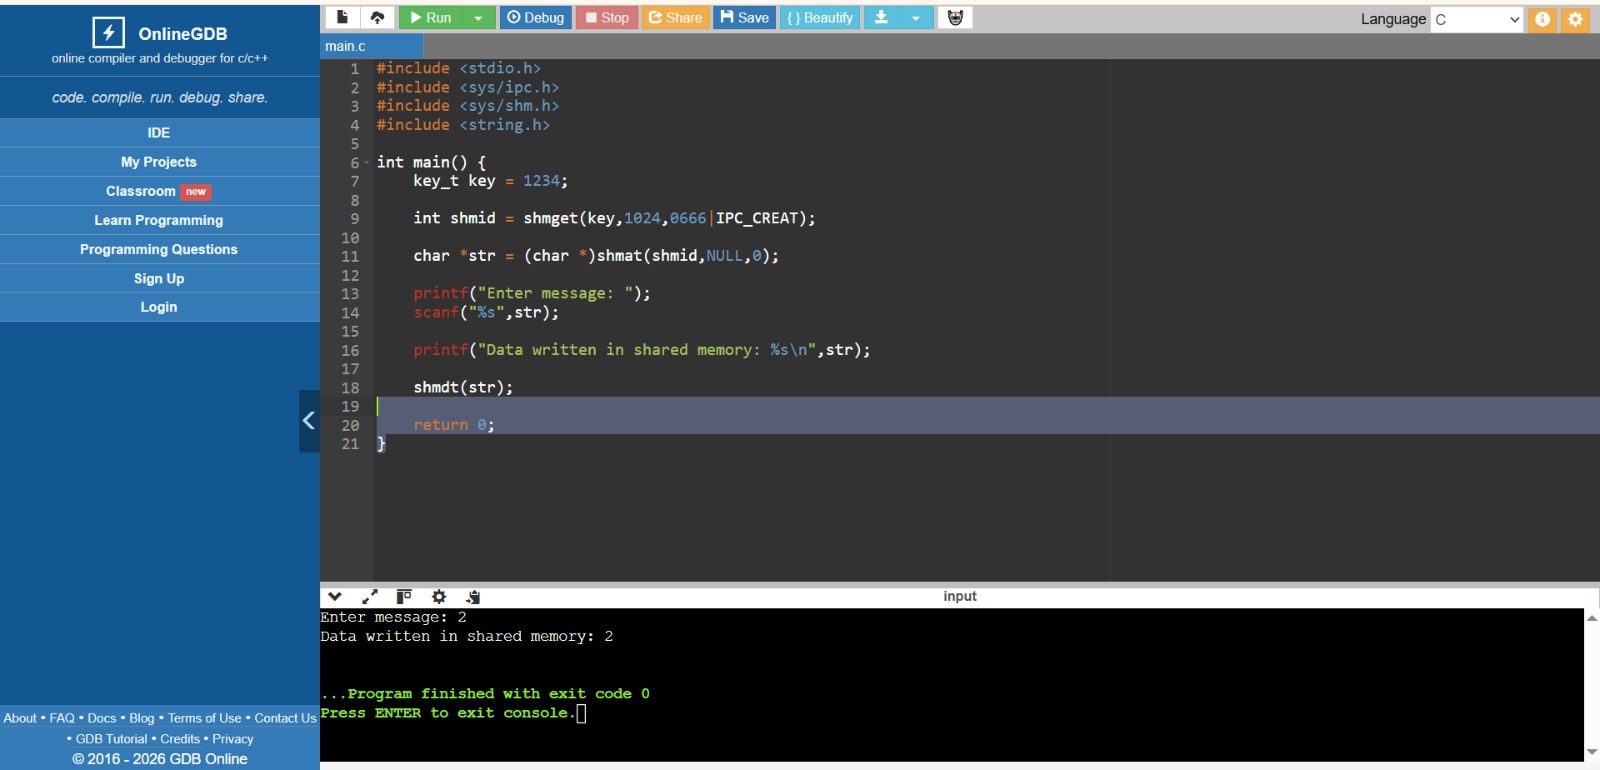 OnlineGDB
online compiler and debugger for c/c++
code. compile. run. debug. share.
IDE
My Projects
Classroom new
Learn Programming
Programming Questions
Sign Up
Login
About • FAQ • Docs • Blog • Terms of Use • Contact Us
• GDB Tutorial • Credits • Privacy
© 2016 - 2026 GDB Online
Run Debug Stop Share Save { } Beautify Language C
main.c
1 #include <stdio.h>
2 #include <sys/ipc.h>
3 #include <sys/shm.h>
4 #include <string.h>
5
6 int main() {
7     key_t key = 1234;
8
9     int shmid = shmget(key,1024,0666|IPC_CREAT);
10
11     char *str = (char *)shmat(shmid,NULL,0);
12
13     printf("Enter message: ");
14     scanf("%s",str);
15
16     printf("Data written in shared memory: %s\n",str);
17
18     shmdt(str);
19
20     return 0;
21 }
input
Enter message: 2
Data written in shared memory: 2
...Program finished with exit code 0
Press ENTER to exit console.